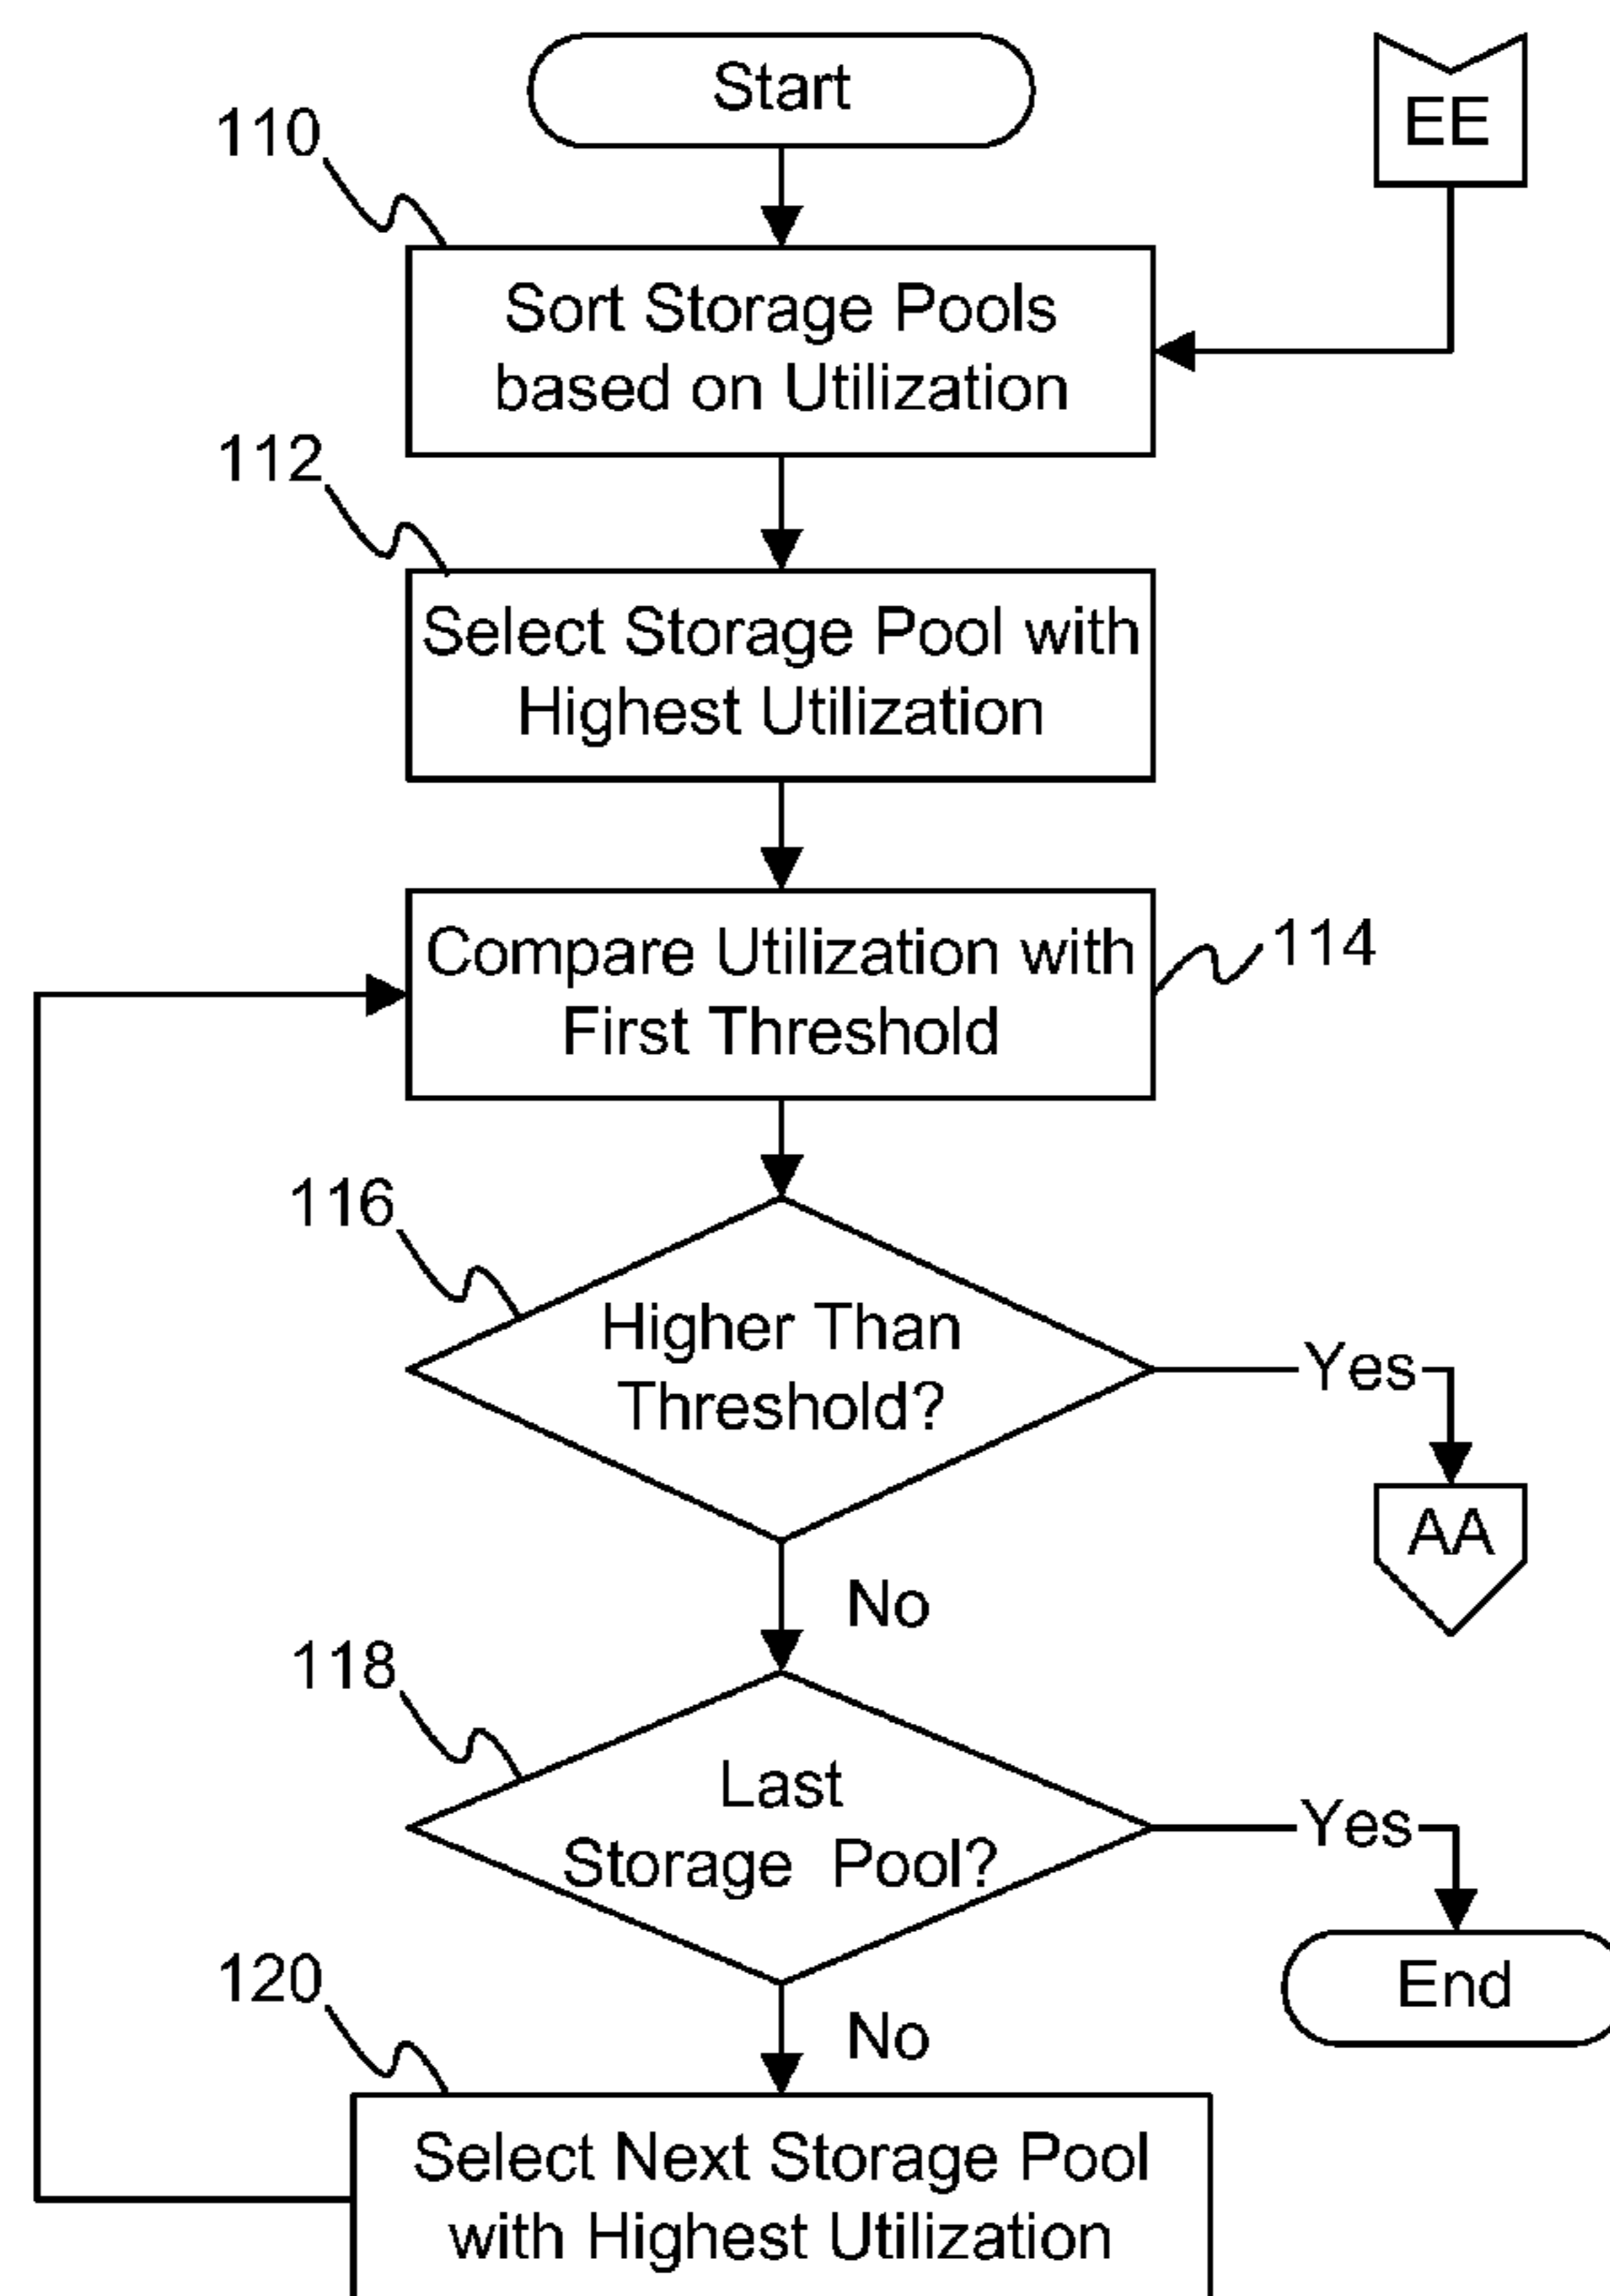 Start
EE
110
Sort Storage Pools
based on Utilization
112
Select Storage Pool with
Highest Utilization
Compare Utilization with
First Threshold
114
116
Higher Than
Threshold?
Yes
AA
No
118
Last
Storage Pool?
Yes
End
120
No
Select Next Storage Pool
with Highest Utilization